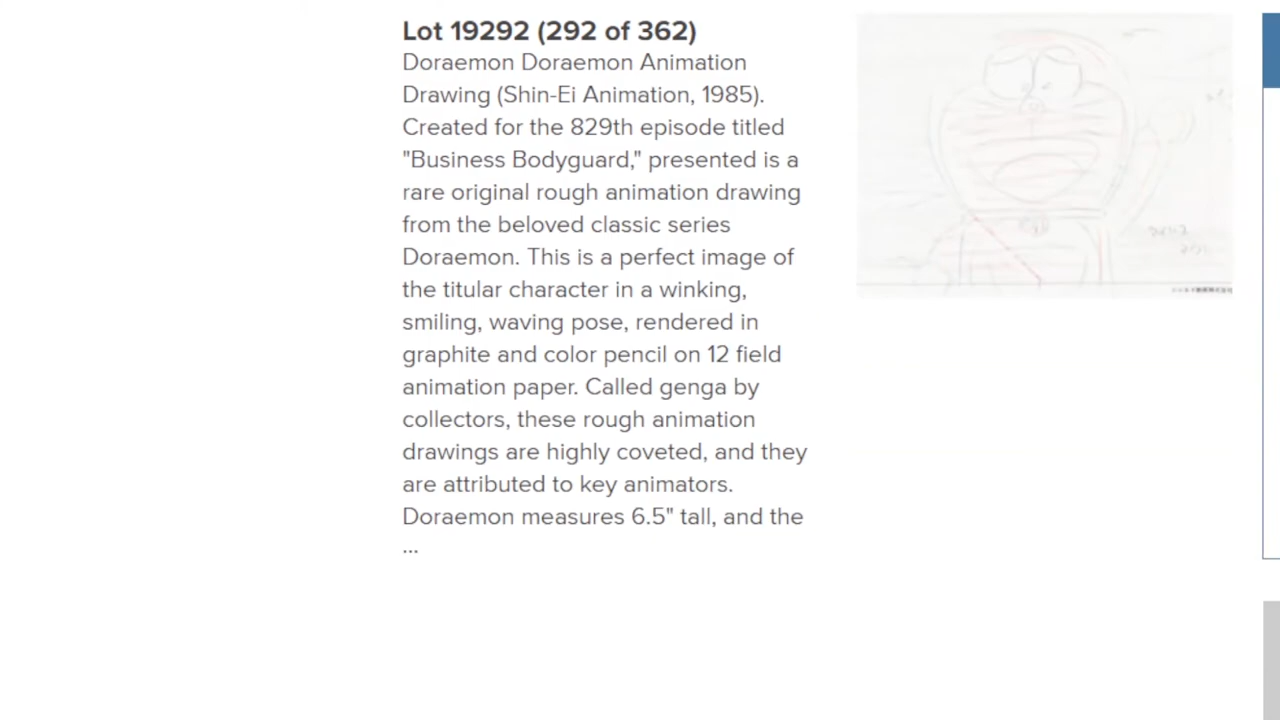 Lot 19292 (292 of 362)
Doraemon Doraemon Animation
Drawing (Shin-Ei Animation, 1985).
Created for the 829th episode titled
"Business Bodyguard," presented is a
rare original rough animation drawing
from the beloved classic series
Doraemon. This is a perfect image of
the titular character in a winking,
smiling, waving pose, rendered in
graphite and color pencil on 12 field
animation paper. Called genga by
collectors, these rough animation
drawings are highly coveted, and they
are attributed to key animators.
Doraemon measures 6.5" tall, and the
...